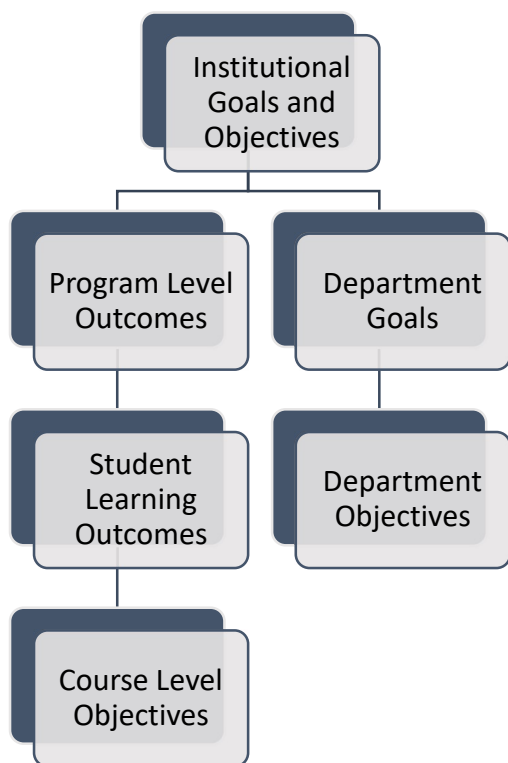 Institutional
Goals and
Objectives
Program Level
Outcomes
Department
Goals
Student
Learning
Outcomes
Department
Objectives
Course Level
Objectives